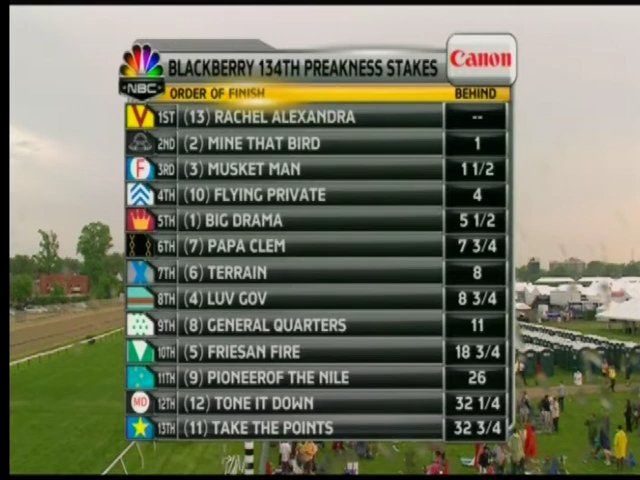 NBC
BLACKBERRY 134TH PREAKNESS STAKES
Canon
ORDER OF FINISH BEHIND
V 1ST (13) RACHEL ALEXANDRA --
2ND (2) MINE THAT BIRD 1
F 3RD (3) MUSKET MAN 1 1/2
4TH (10) FLYING PRIVATE 4
5TH (1) BIG DRAMA 5 1/2
6TH (7) PAPA CLEM 7 3/4
7TH (6) TERRAIN 8
8TH (4) LUV GOV 8 3/4
9TH (8) GENERAL QUARTERS 11
10TH (5) FRIESAN FIRE 18 3/4
11TH (9) PIONEEROF THE NILE 26
MD 12TH (12) TONE IT DOWN 32 1/4
13TH (11) TAKE THE POINTS 32 3/4